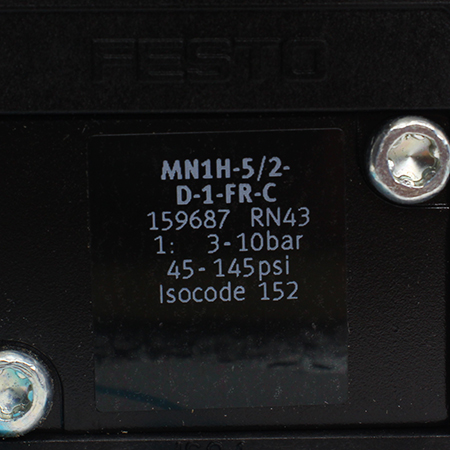 FESTO
MN1H-5/2-
D-1-FR-C
159687 RN43
1: 3-10bar
45-145psi
Isocode 152